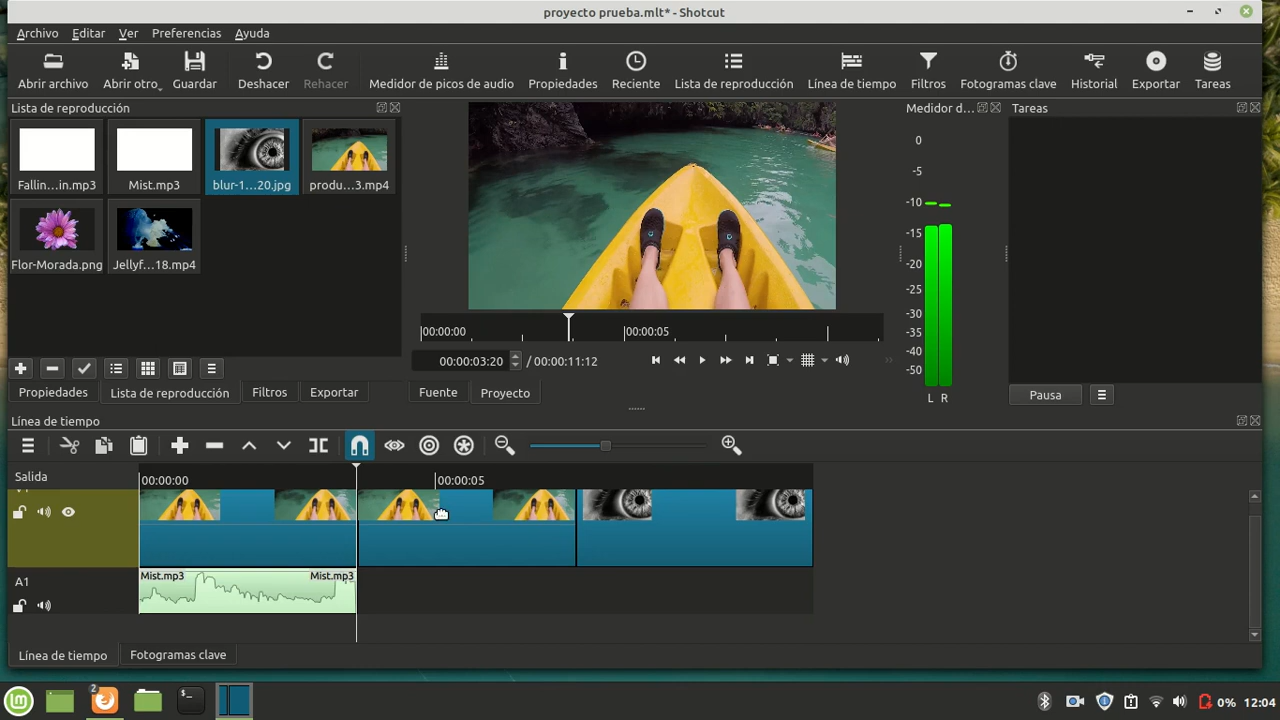 proyecto prueba.mlt* - Shotcut
Archivo Editar Ver Preferencias Ayuda
Abrir archivo Abrir otro Guardar Deshacer Rehacer Medidor de picos de audio Propiedades Reciente Lista de reproducción Línea de tiempo Filtros Fotogramas clave Historial Exportar Tareas
Lista de reproducción
Medidor d...
Tareas
Fallin...in.mp3 Mist.mp3 blur-1...20.jpg produ...3.mp4
Flor-Morada.png Jellyf...18.mp4
0
-5
-10
-15
-20
-25
-30
-35
-40
-50
L R
00:00:00 00:00:05
00:00:03:20 / 00:00:11:12
Propiedades Lista de reproducción Filtros Exportar
Fuente Proyecto
Pausa
Línea de tiempo
Salida
00:00:00 00:00:05
V1
A1
Mist.mp3 Mist.mp3
Línea de tiempo Fotogramas clave
2
0% 12:04